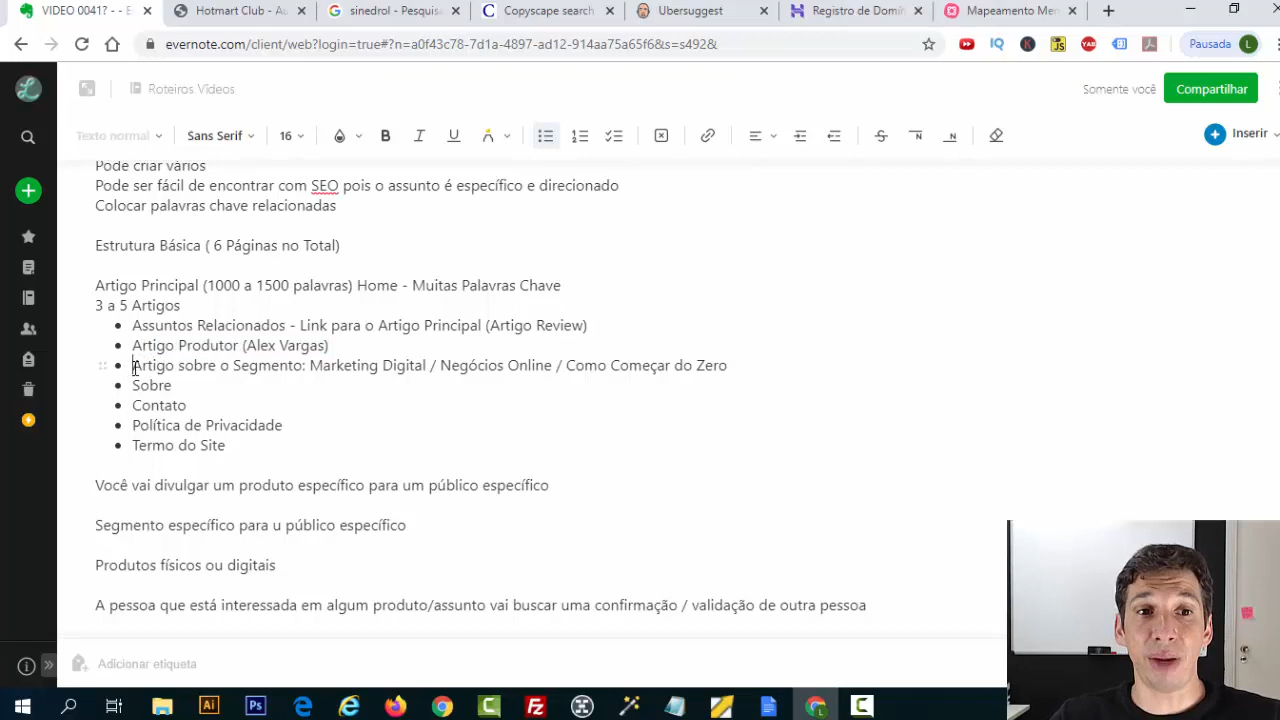 VIDEO 0041? - - E
Hotmart Club - Au
sinedrol - Pesquis
Copyscape search
Ubersuggest
Registro de Domín
Mapeamento Men
evernote.com/client/web?login=true#?n=a0f43c78-7d1a-4897-ad12-914aa75a65f6&s=s492&
Pausada
L
Roteiros Vídeos
Somente você
Compartilhar
Texto normal
Sans Serif
16
Inserir
Pode criar vários
Pode ser fácil de encontrar com SEO pois o assunto é específico e direcionado
Colocar palavras chave relacionadas
Estrutura Básica ( 6 Páginas no Total)
Artigo Principal (1000 a 1500 palavras) Home - Muitas Palavras Chave
3 a 5 Artigos
Assuntos Relacionados - Link para o Artigo Principal (Artigo Review)
Artigo Produtor (Alex Vargas)
Artigo sobre o Segmento: Marketing Digital / Negócios Online / Como Começar do Zero
Sobre
Contato
Política de Privacidade
Termo do Site
Você vai divulgar um produto específico para um público específico
Segmento específico para u público específico
Produtos físicos ou digitais
A pessoa que está interessada em algum produto/assunto vai buscar uma confirmação / validação de outra pessoa
Adicionar etiqueta